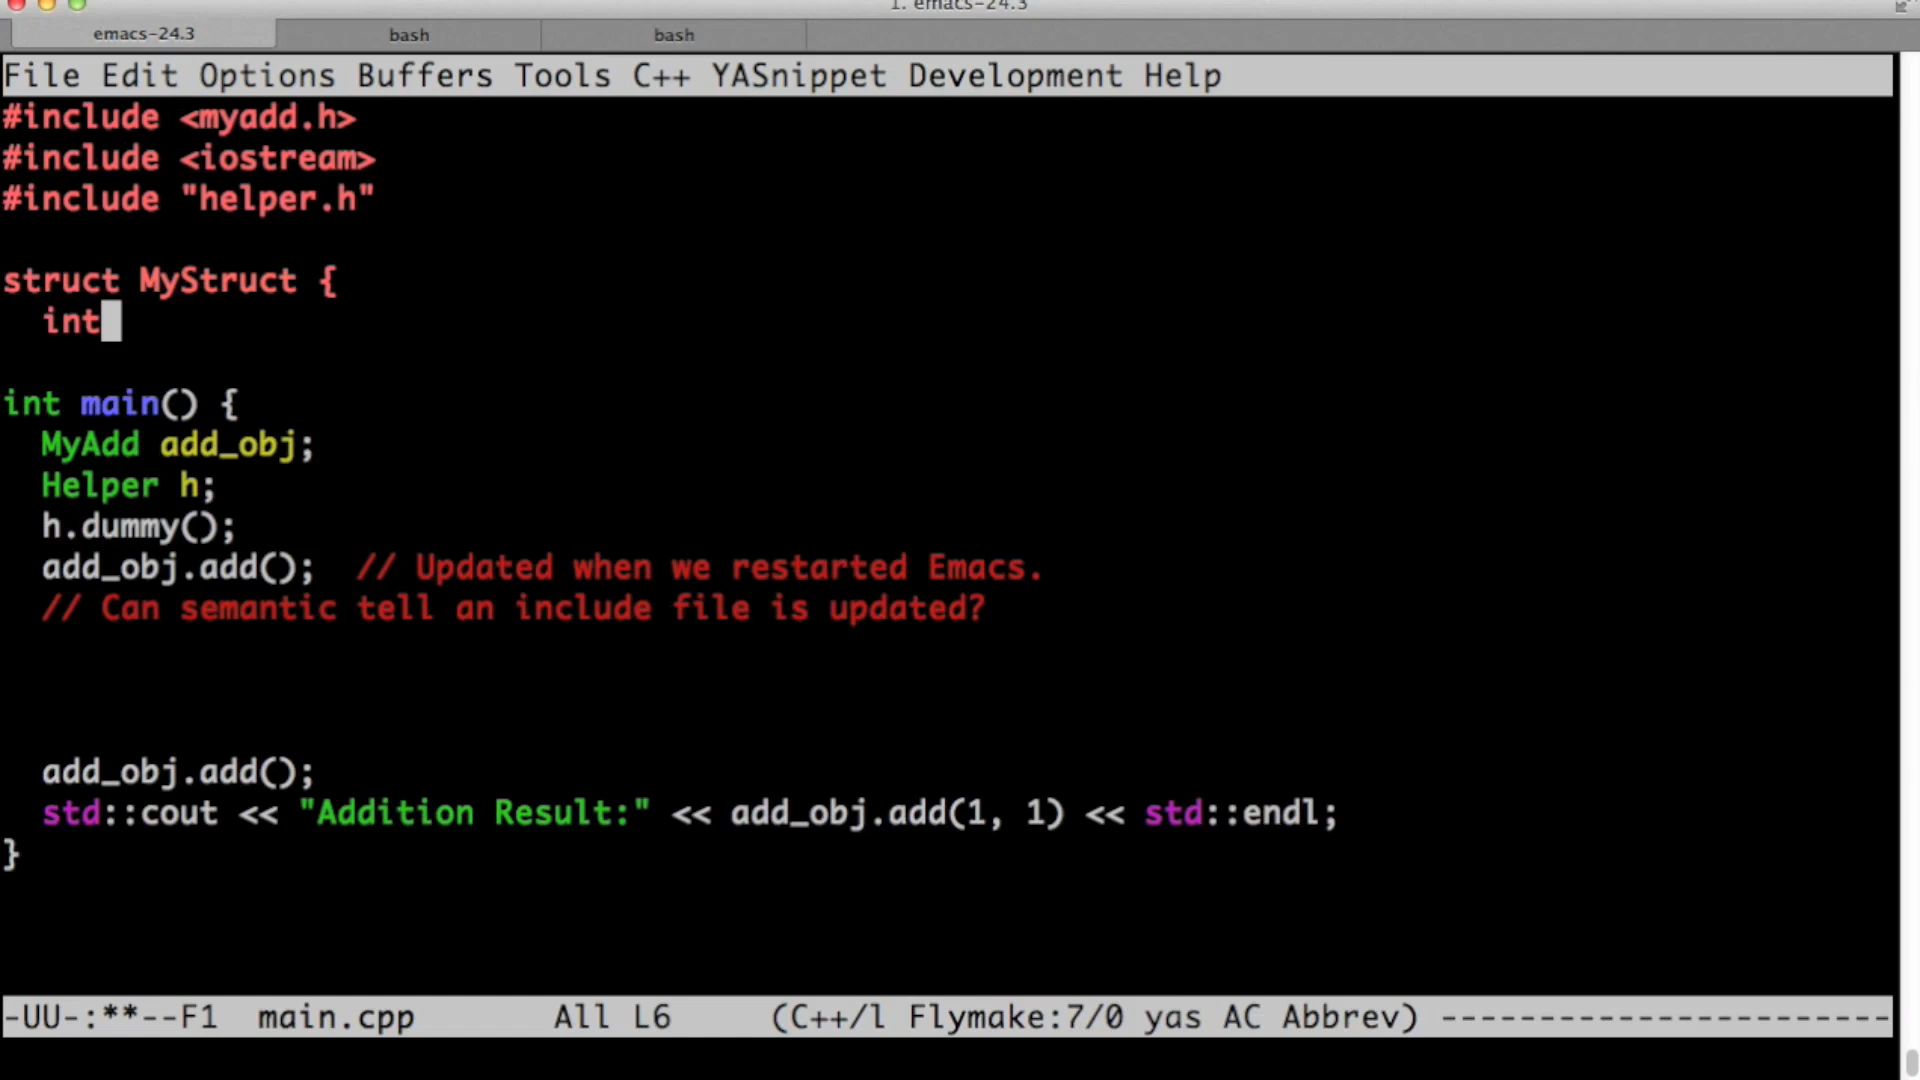 1. emacs-24.3
emacs-24.3 bash bash
File Edit Options Buffers Tools C++ YASnippet Development Help
#include <myadd.h>
#include <iostream>
#include "helper.h"
struct MyStruct {
int
int main() {
MyAdd add_obj;
Helper h;
h.dummy();
add_obj.add(); // Updated when we restarted Emacs.
// Can semantic tell an include file is updated?
add_obj.add();
std::cout << "Addition Result:" << add_obj.add(1, 1) << std::endl;
}
-UU-:**--F1 main.cpp All L6 (C++/l Flymake:7/0 yas AC Abbrev) -----------------------